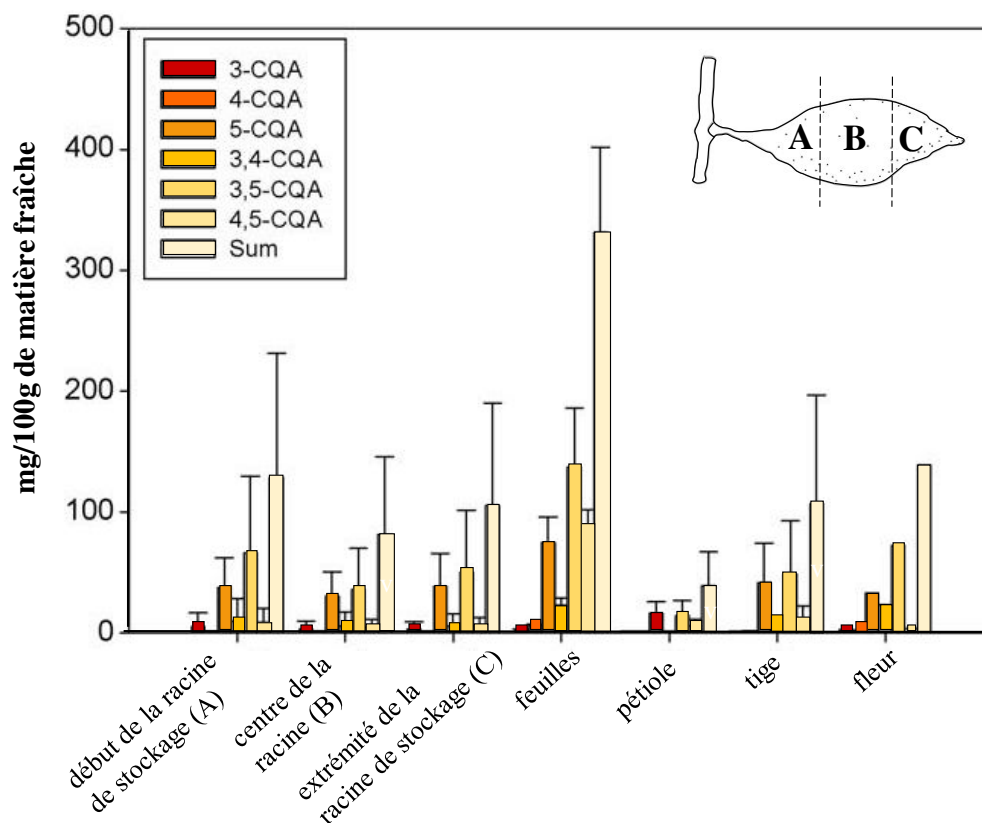 500
400
300
200
100
0
mg/100g de matière fraîche
3-CQA
4-CQA
5-CQA
3,4-CQA
3,5-CQA
4,5-CQA
Sum
A
B
C
début de la racine
de stockage (A)
centre de la
racine (B)
extrémité de la
racine de stockage (C)
feuilles
pétiole
tige
fleur